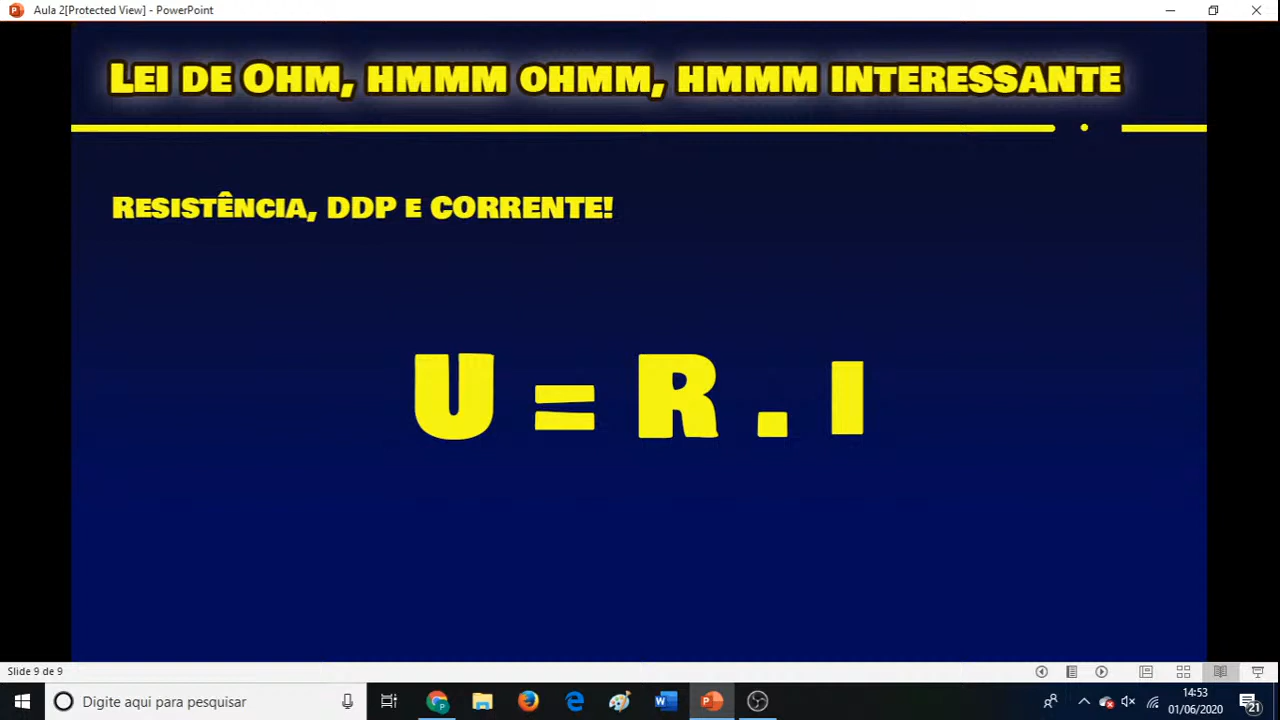 Aula 2[Protected View] - PowerPoint
LEI DE OHM, HMMM OHMM, HMMM INTERESSANTE
RESISTÊNCIA, DDP E CORRENTE!
U = R . I
Slide 9 de 9
Digite aqui para pesquisar
14:53
01/06/2020
21